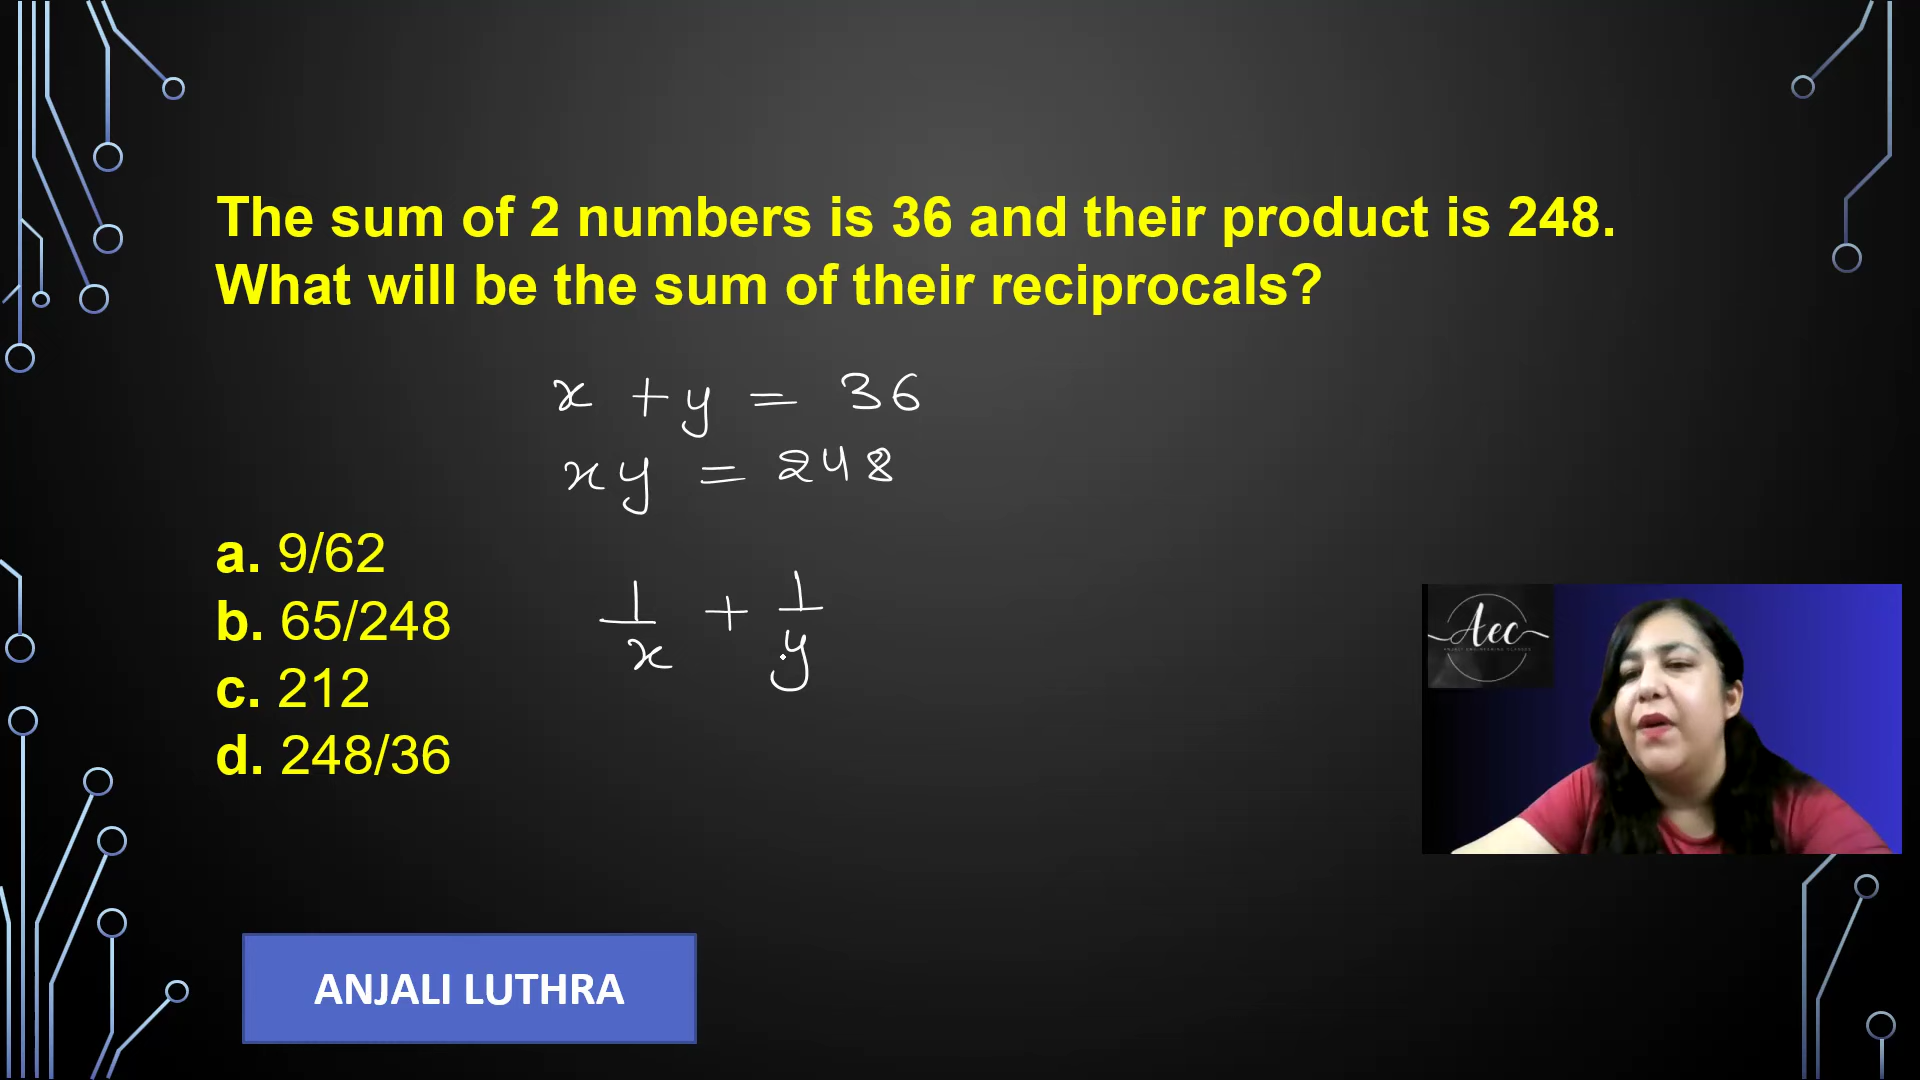 The sum of 2 numbers is 36 and their product is 248.
What will be the sum of their reciprocals?
x + y = 36
xy = 248
a. 9/62
b. 65/248
c. 212
d. 248/36
1/x + 1/y
Aec
ANJALI LUTHRA